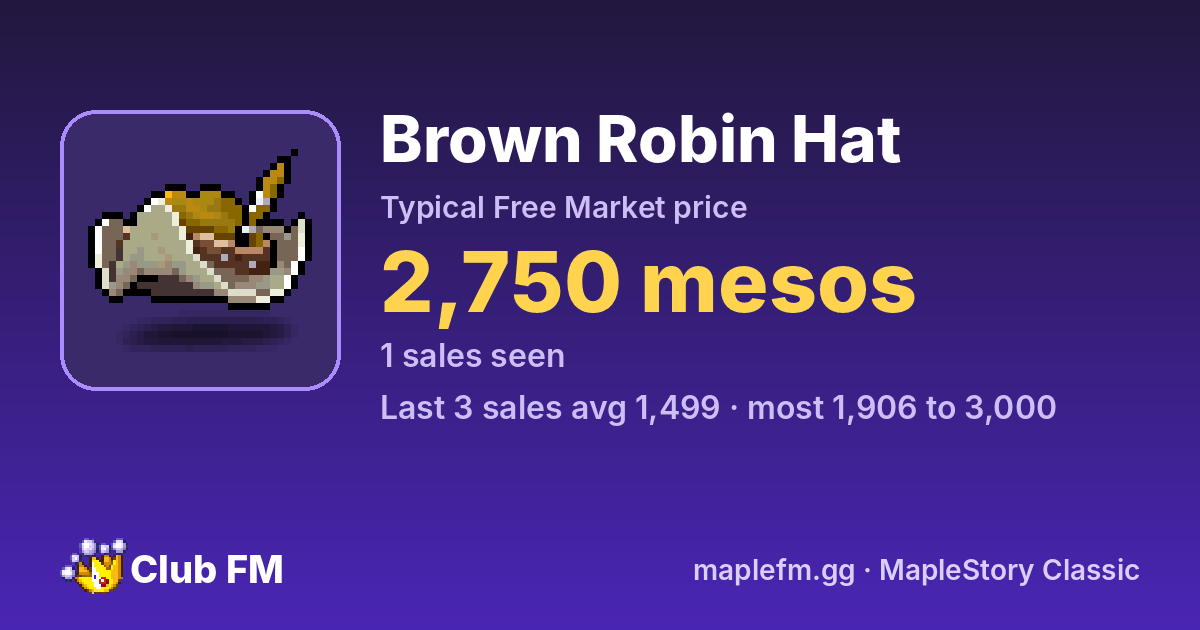 Brown Robin Hat
Typical Free Market price
2,750 mesos
1 sales seen
Last 3 sales avg 1,499 · most 1,906 to 3,000
Club FM
maplefm.gg · MapleStory Classic